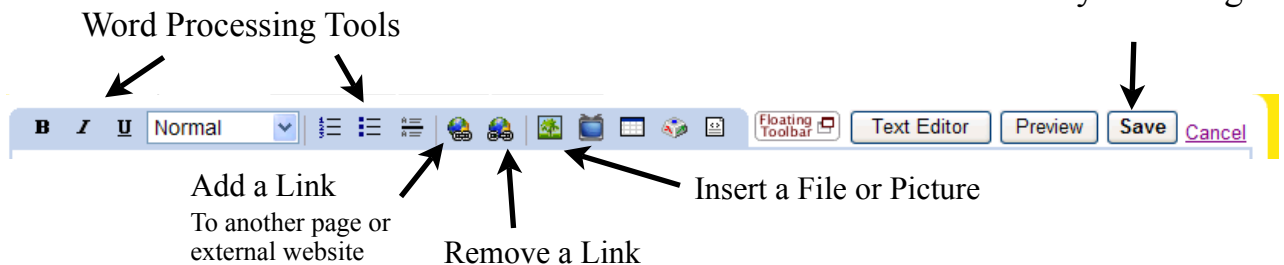 Word Processing Tools
B I U Normal Floating Toolbar Text Editor Preview Save Cancel
Add a Link
To another page or
external website
Remove a Link
Insert a File or Picture